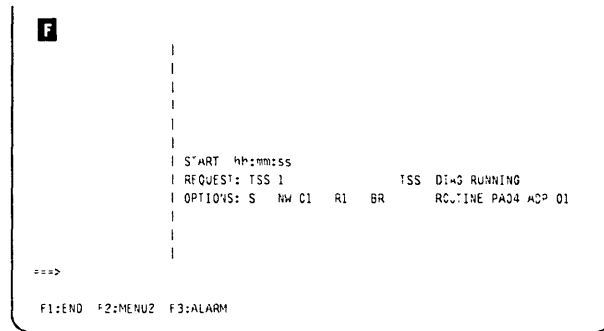 F
START hh:mm:ss
REQUEST: TSS 1 TSS DIAG RUNNING
OPTIONS: S NW C1 R1 BR ROUTINE PA04 ADP 01
===>
F1:END F2:MENU2 F3:ALARM